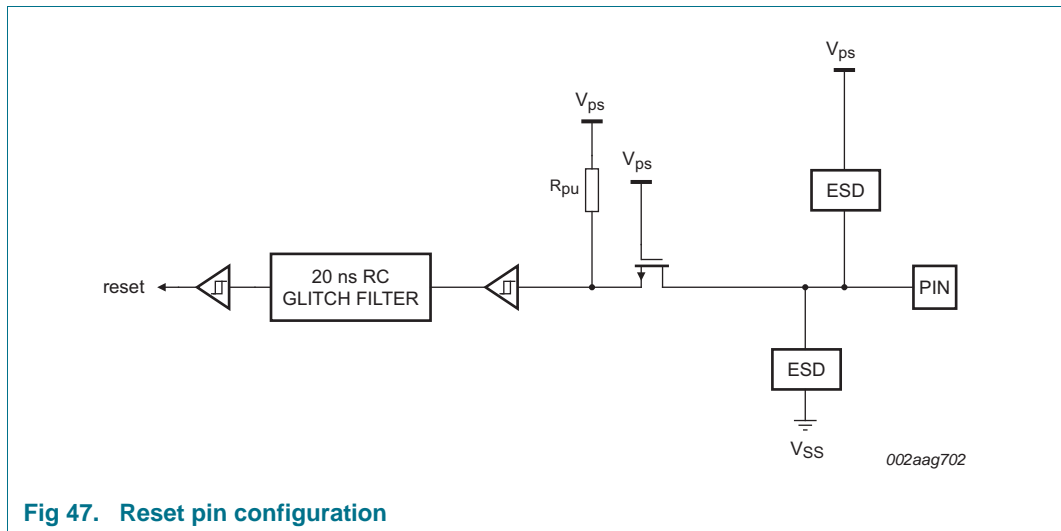 Vps
Vps
Vps
Rpu
ESD
reset
20 ns RC
GLITCH FILTER
PIN
ESD
VSS
002aag702
Fig 47. Reset pin configuration